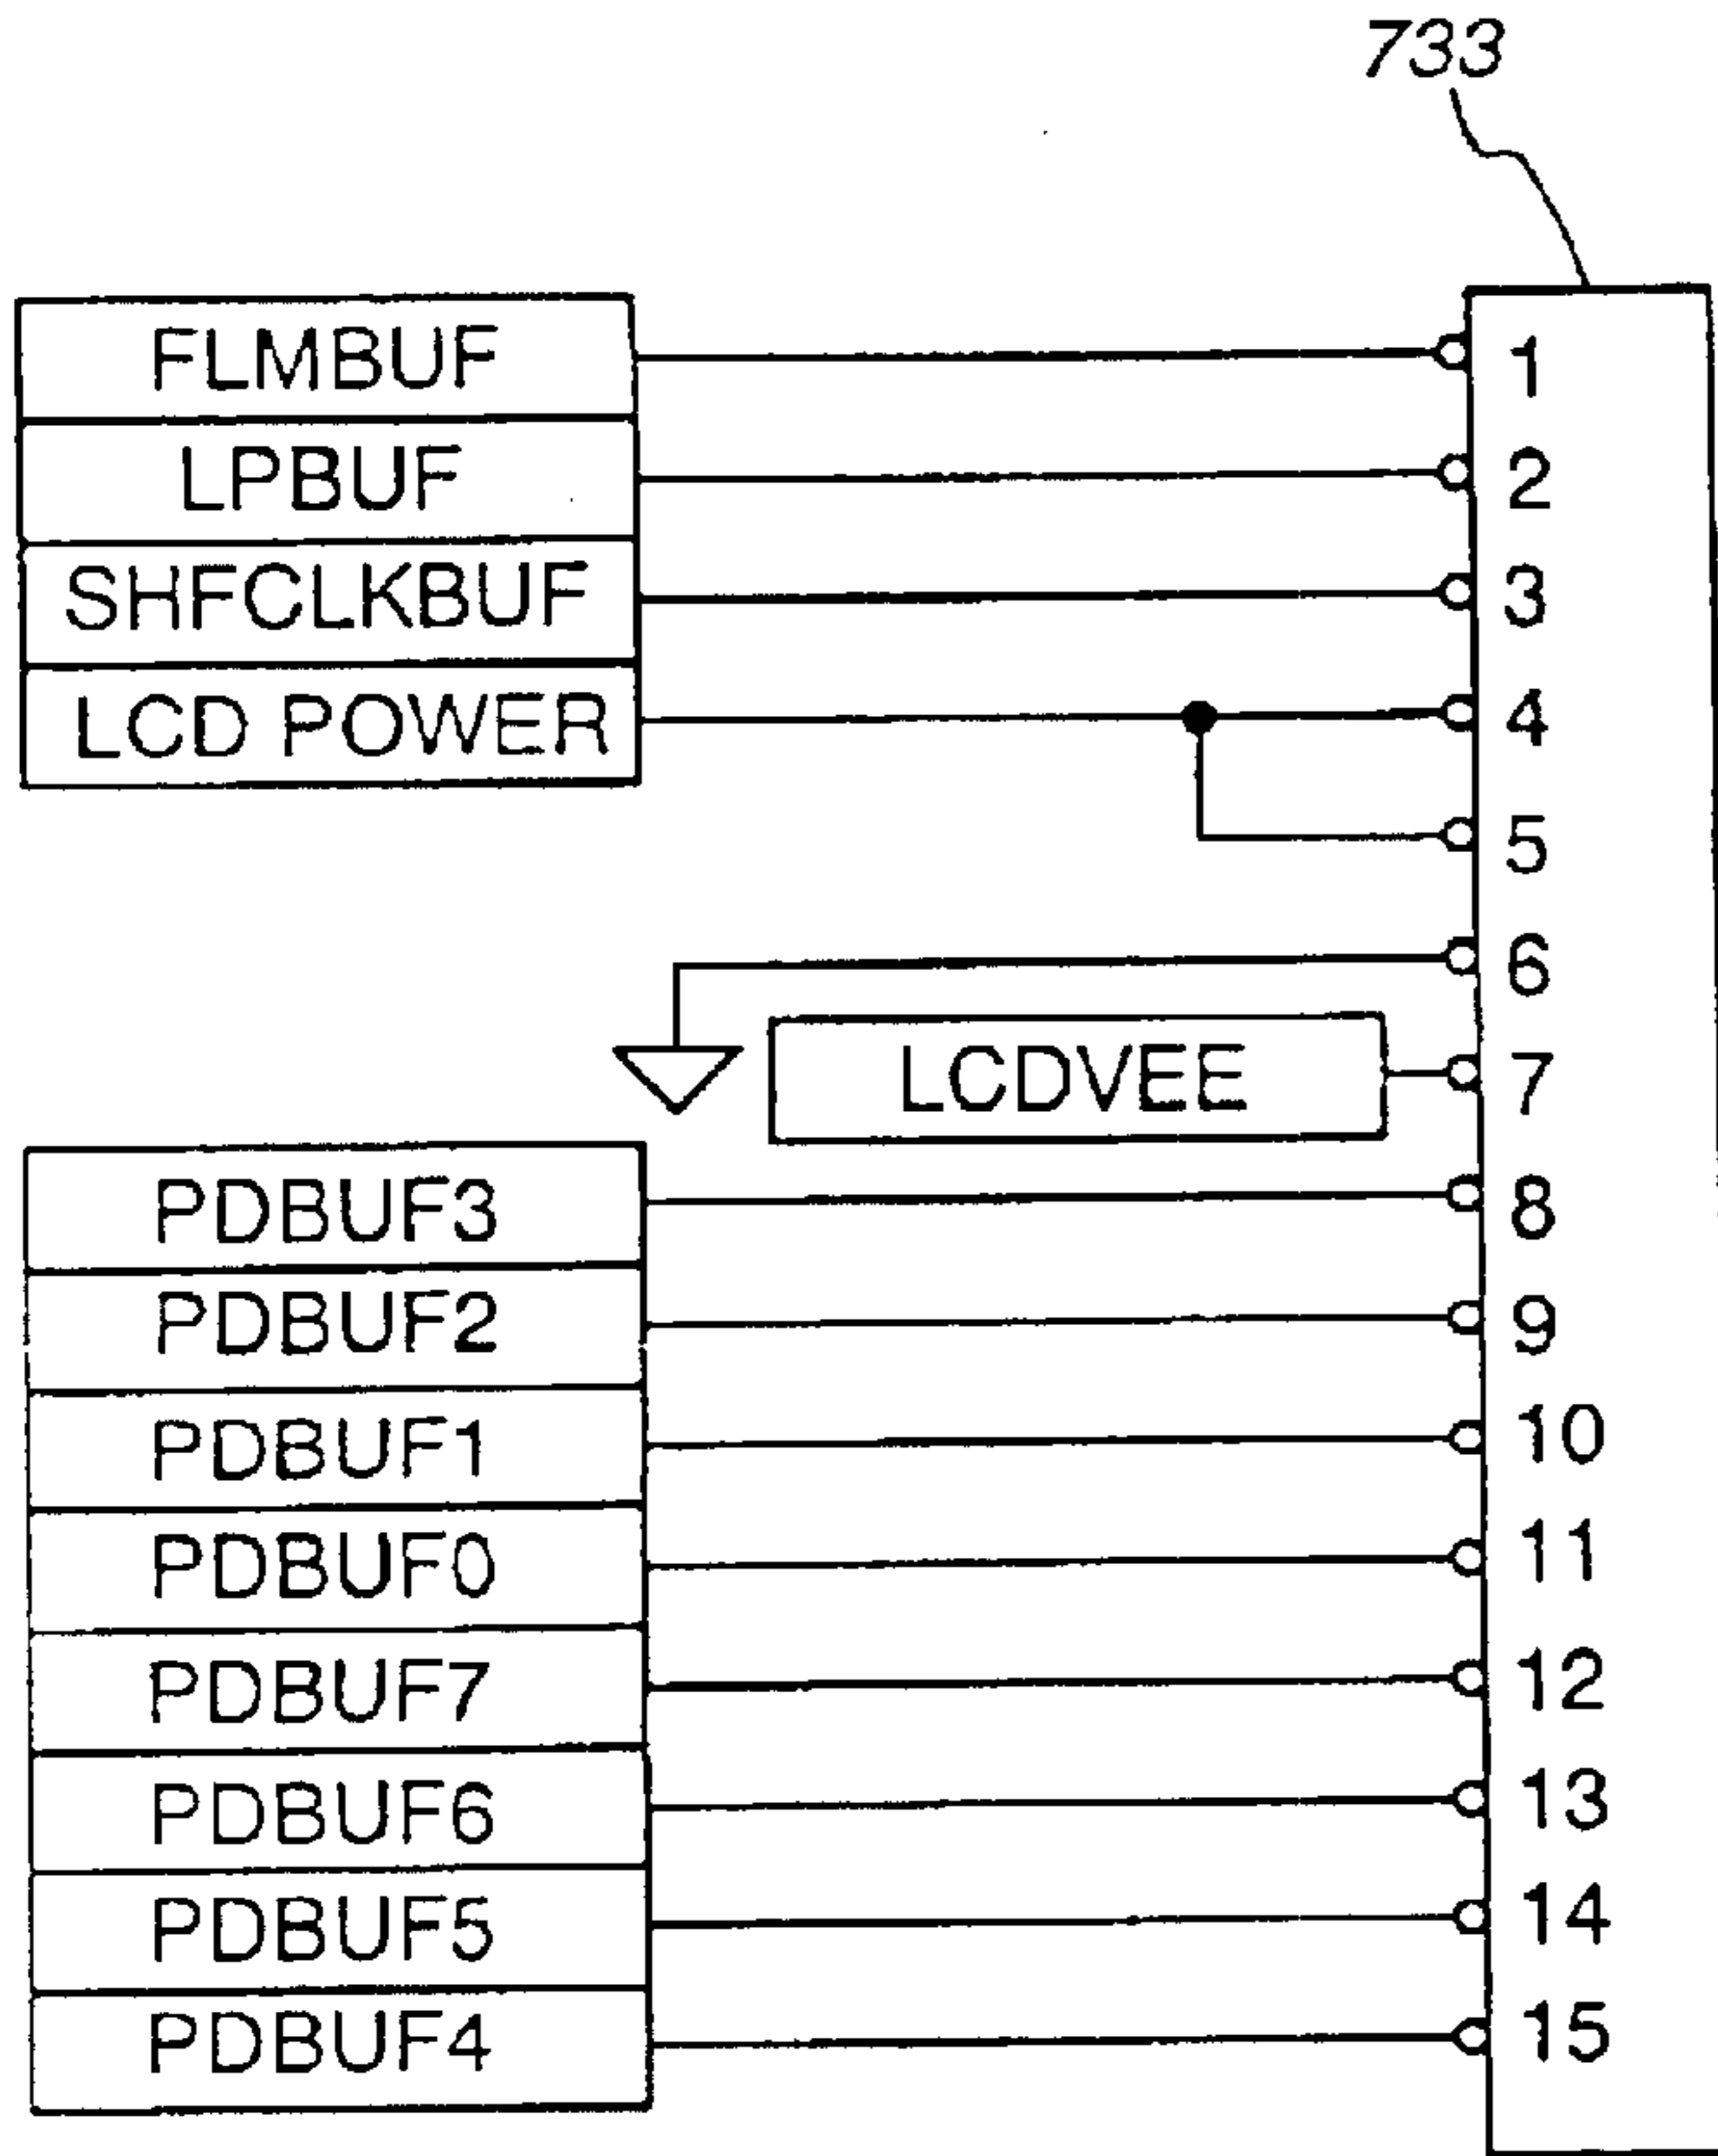 733
FLMBUF 1
LPBUF 2
SHFCLKBUF 3
LCD POWER 4
5
6
LCDVEE 7
PDBUF3 8
PDBUF2 9
PDBUF1 10
PDBUF0 11
PDBUF7 12
PDBUF6 13
PDBUF5 14
PDBUF4 15